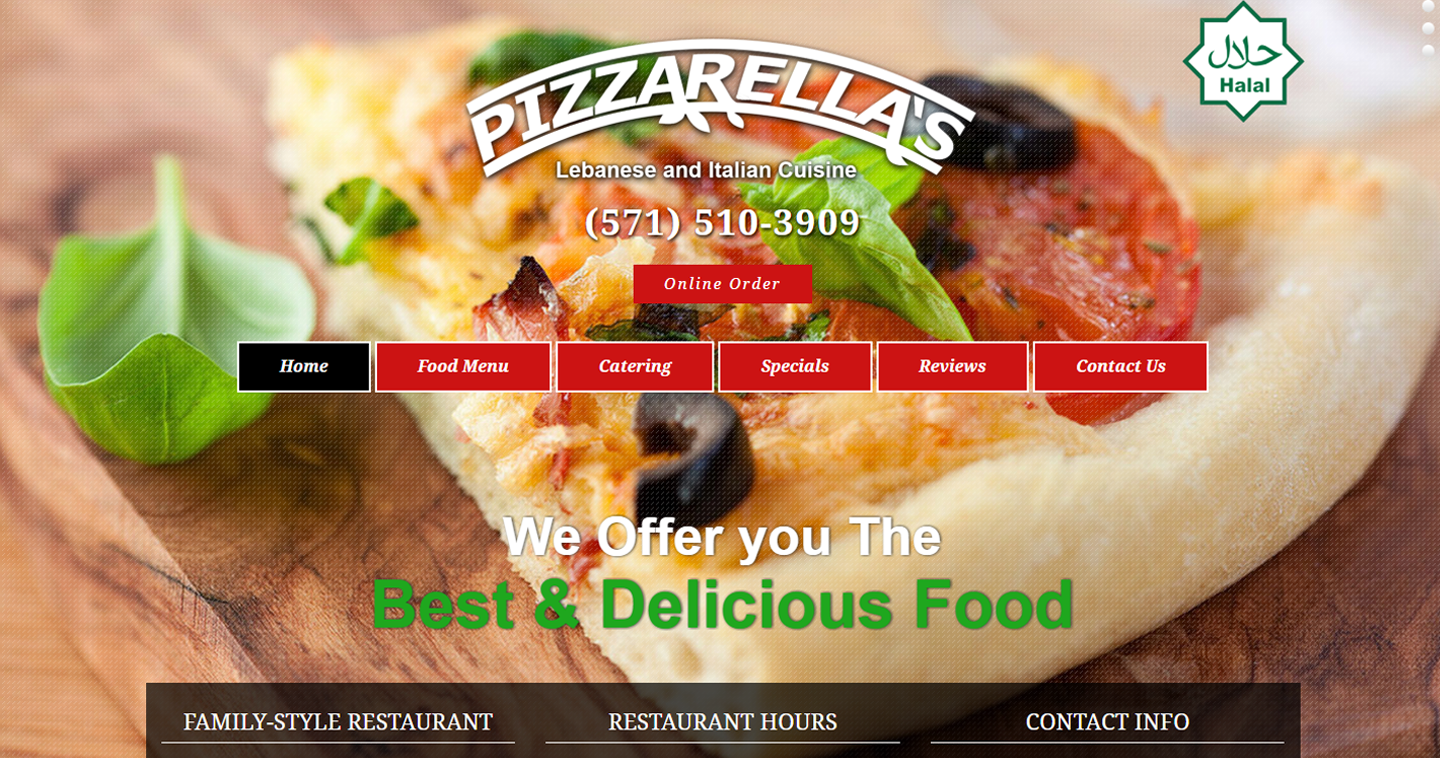 PIZZARELLA'S
Lebanese and Italian Cuisine
(571) 510-3909
حلال
Halal
Online Order
Home
Food Menu
Catering
Specials
Reviews
Contact Us
We Offer you The
Best & Delicious Food
FAMILY-STYLE RESTAURANT
RESTAURANT HOURS
CONTACT INFO